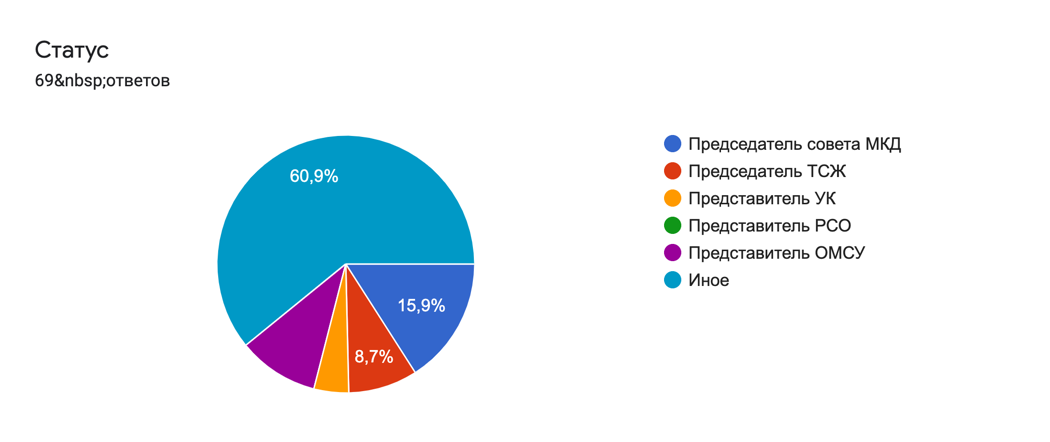 Статус
69&nbsp;ответов
60,9%
15,9%
8,7%
Председатель совета МКД
Председатель ТСЖ
Представитель УК
Представитель РСО
Представитель ОМСУ
Иное